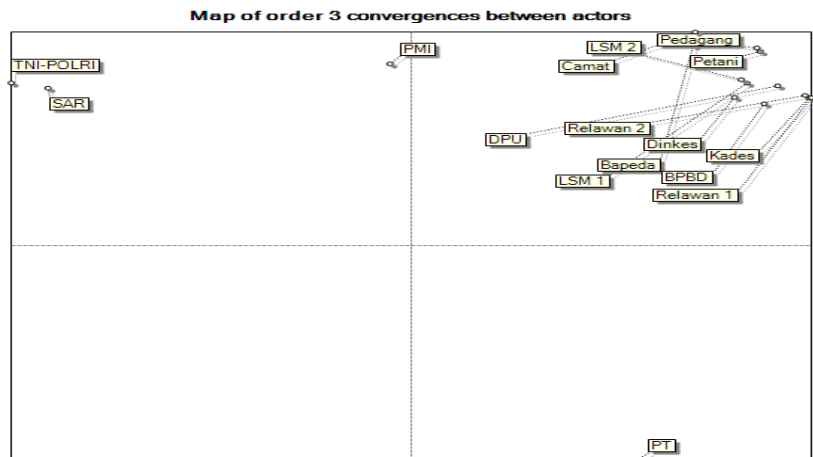 Map of order 3 convergences between actors
Pedagang
PMI
LSM 2
TNI-POLRI
Petani
Camat
SAR
Relawan 2
DPU
Dinkes
Kades
Bapeda
BPBD
LSM 1
Relawan 1
PT